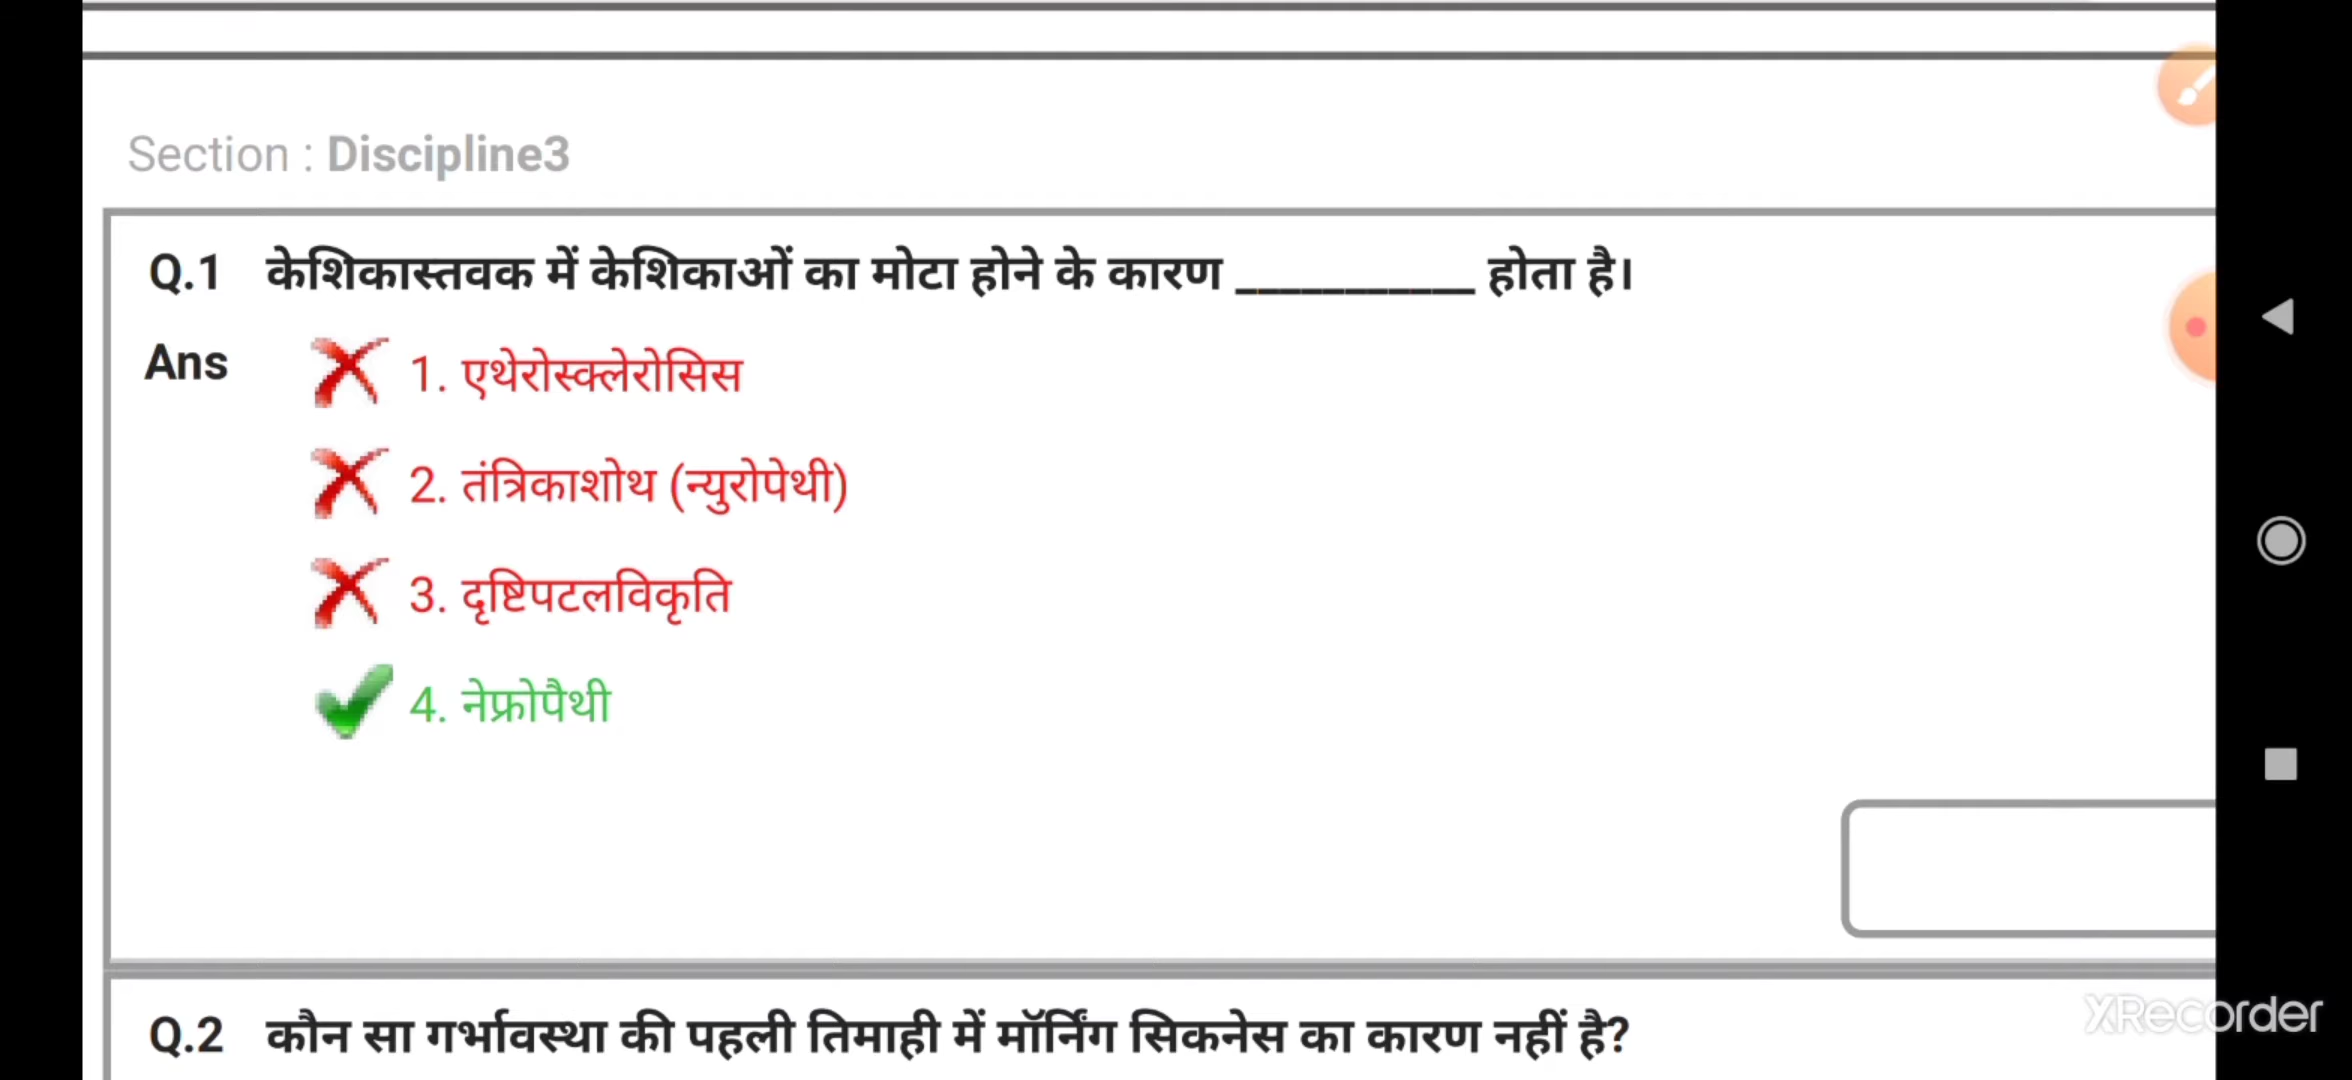 Section : Discipline3
Q.1 केशिकास्तवक में केशिकाओं का मोटा होने के कारण ___________ होता है।
Ans 1. एथेरोस्क्लेरोसिस
2. तंत्रिकाशोथ (न्युरोपेथी)
3. दृष्टिपटलविकृति
4. नेफ्रोपैथी
Q.2 कौन सा गर्भावस्था की पहली तिमाही में मॉर्निंग सिकनेस का कारण नहीं है?
XRecorder